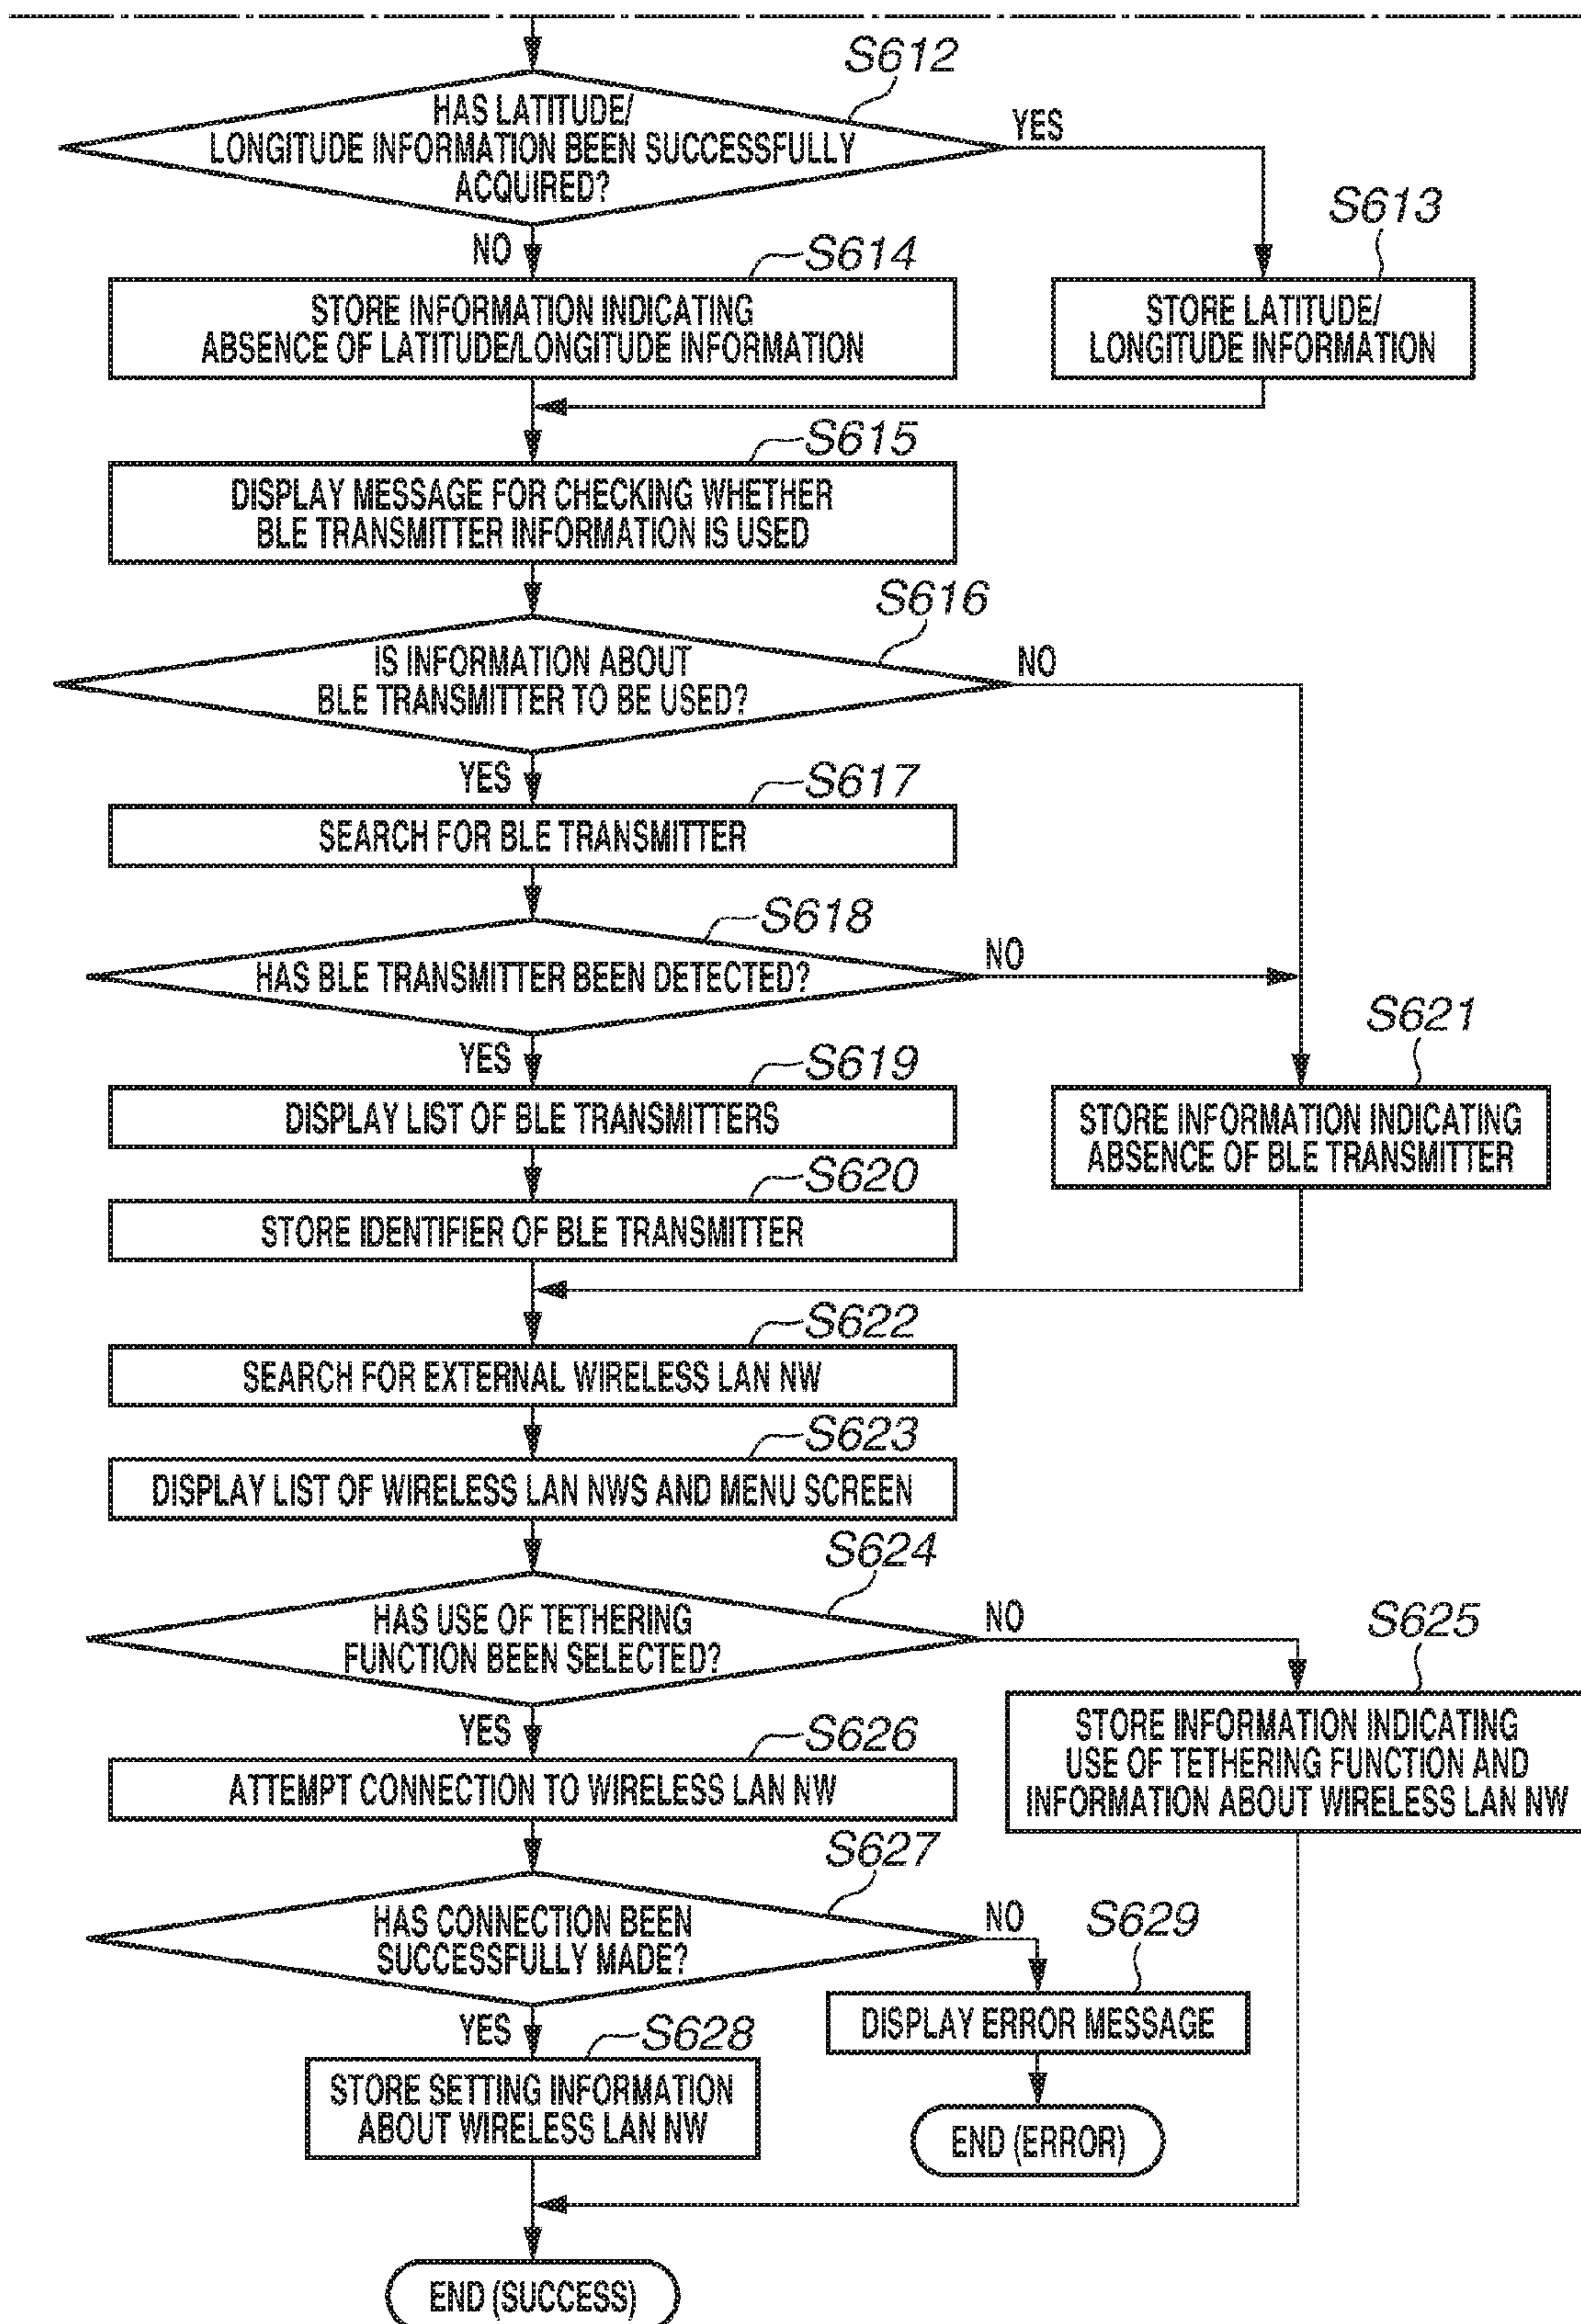 S612
HAS LATITUDE/
LONGITUDE INFORMATION BEEN SUCCESSFULLY
ACQUIRED?
YES
NO
S613
S614
STORE INFORMATION INDICATING
ABSENCE OF LATITUDE/LONGITUDE INFORMATION
STORE LATITUDE/
LONGITUDE INFORMATION
S615
DISPLAY MESSAGE FOR CHECKING WHETHER
BLE TRANSMITTER INFORMATION IS USED
S616
IS INFORMATION ABOUT
BLE TRANSMITTER TO BE USED?
NO
YES
S617
SEARCH FOR BLE TRANSMITTER
S618
HAS BLE TRANSMITTER BEEN DETECTED?
NO
YES
S619
DISPLAY LIST OF BLE TRANSMITTERS
S621
STORE INFORMATION INDICATING
ABSENCE OF BLE TRANSMITTER
S620
STORE IDENTIFIER OF BLE TRANSMITTER
S622
SEARCH FOR EXTERNAL WIRELESS LAN NW
S623
DISPLAY LIST OF WIRELESS LAN NWS AND MENU SCREEN
S624
HAS USE OF TETHERING
FUNCTION BEEN SELECTED?
NO
YES
S625
STORE INFORMATION INDICATING
USE OF TETHERING FUNCTION AND
INFORMATION ABOUT WIRELESS LAN NW
S626
ATTEMPT CONNECTION TO WIRELESS LAN NW
S627
HAS CONNECTION BEEN
SUCCESSFULLY MADE?
NO
YES
S629
DISPLAY ERROR MESSAGE
END (ERROR)
S628
STORE SETTING INFORMATION
ABOUT WIRELESS LAN NW
END (SUCCESS)